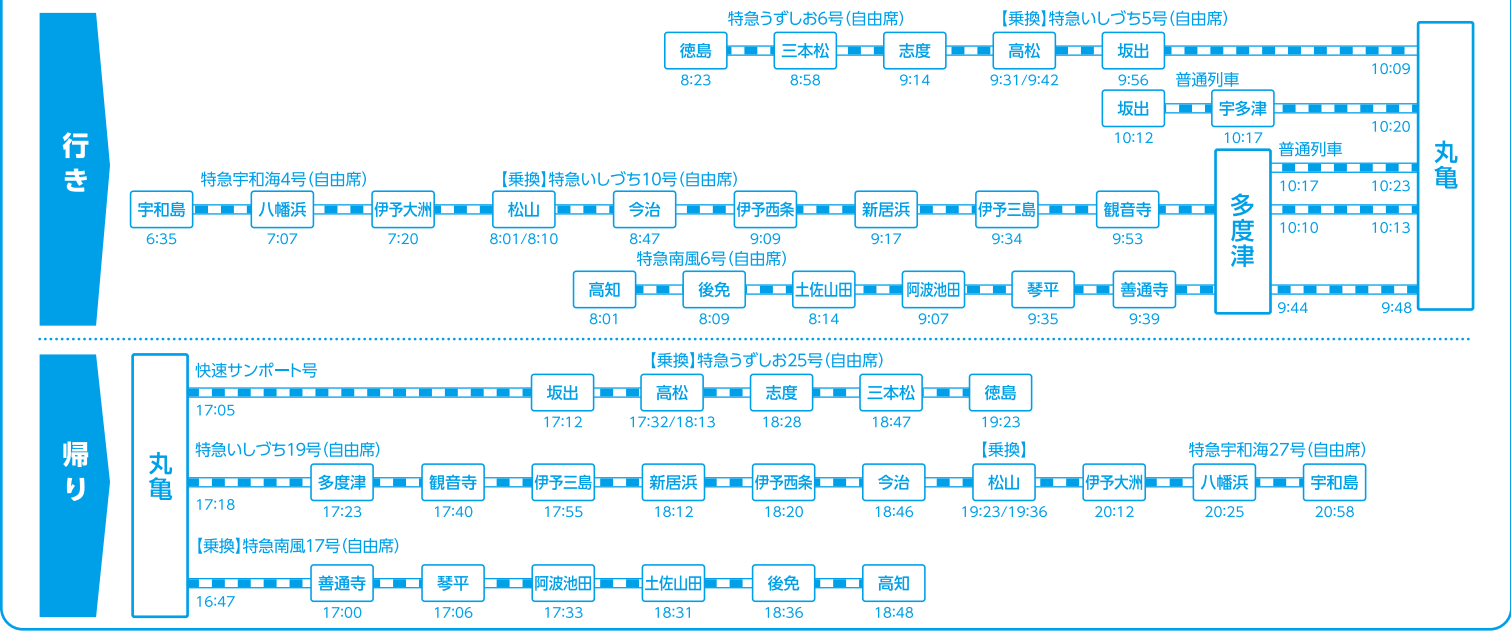 行き
特急うずしお6号(自由席) 【乗換】特急いしづち5号(自由席)
徳島 三本松 志度 高松 坂出
8:23 8:58 9:14 9:31/9:42 9:56 10:09
普通列車
坂出 宇多津
10:12 10:17 10:20
普通列車
10:17 10:23
特急宇和海4号(自由席) 【乗換】特急いしづち10号(自由席)
宇和島 八幡浜 伊予大洲 松山 今治 伊予西条 新居浜 伊予三島 観音寺
6:35 7:07 7:20 8:01/8:10 8:47 9:09 9:17 9:34 9:53 10:10 10:13
特急南風6号(自由席)
高知 後免 土佐山田 阿波池田 琴平 善通寺
8:01 8:09 8:14 9:07 9:35 9:39 9:44 9:48
多度津
丸亀
帰り
丸亀
快速サンポート号 【乗換】特急うずしお25号(自由席)
坂出 高松 志度 三本松 徳島
17:05 17:12 17:32/18:13 18:28 18:47 19:23
特急いしづち19号(自由席) 【乗換】 特急宇和海27号(自由席)
多度津 観音寺 伊予三島 新居浜 伊予西条 今治 松山 伊予大洲 八幡浜 宇和島
17:18 17:23 17:40 17:55 18:12 18:20 18:46 19:23/19:36 20:12 20:25 20:58
【乗換】特急南風17号(自由席)
善通寺 琴平 阿波池田 土佐山田 後免 高知
16:47 17:00 17:06 17:33 18:31 18:36 18:48